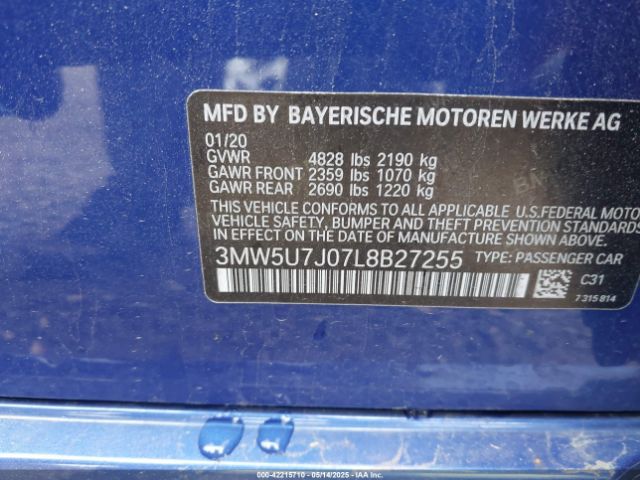 MFD BY BAYERISCHE MOTOREN WERKE AG
01/20
GVWR 4828 lbs 2190 kg
GAWR FRONT 2359 lbs 1070 kg
GAWR REAR 2690 lbs 1220 kg
THIS VEHICLE CONFORMS TO ALL APPLICABLE U.S.FEDERAL MOTOR
VEHICLE SAFETY, BUMPER, AND THEFT PREVENTION STANDARDS
IN EFFECT ON THE DATE OF MANUFACTURE SHOWN ABOVE.
3MW5U7J07L8B27255 TYPE: PASSENGER CAR
C31
7 315 814
000-42215710 - 05/14/2025 - IAAI, INC.